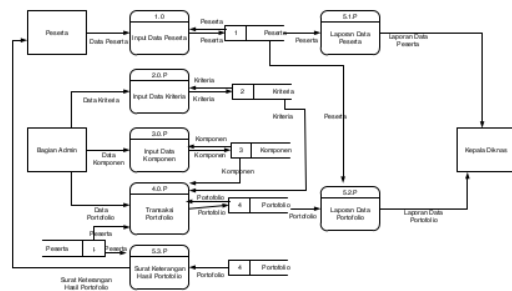 1.0
Peserta
Data Peserta
Input Data Peserta
Peserta
Peserta
1
Peserta
Peserta
5.1.P
Laporan Data
Peserta
Laporan Data
Peserta
2.0. P
Input Data Kriteria
Data Kriteria
Kriteria
Kriteria
2
Kriteria
Kriteria
Peserta
Bagian Admin
3.0. P
Input Data
Komponen
Data
Komponen
Komponen
Komponen
3
Komponen
Komponen
Kepala Diknas
4.0. P
Transaksi
Portofolio
Data
Portofolio
Portofolio
Portofolio
4
Portofolio
Portofolio
5.2.P
Laporan Data
Portofolio
Laporan Data
Portofolio
Peserta
Peserta
Peserta
5.3. P
Surat Keterangan
Hasil Portofolio
Surat Keterangan
Hasil Portofolio
Portofolio
4
Portofolio